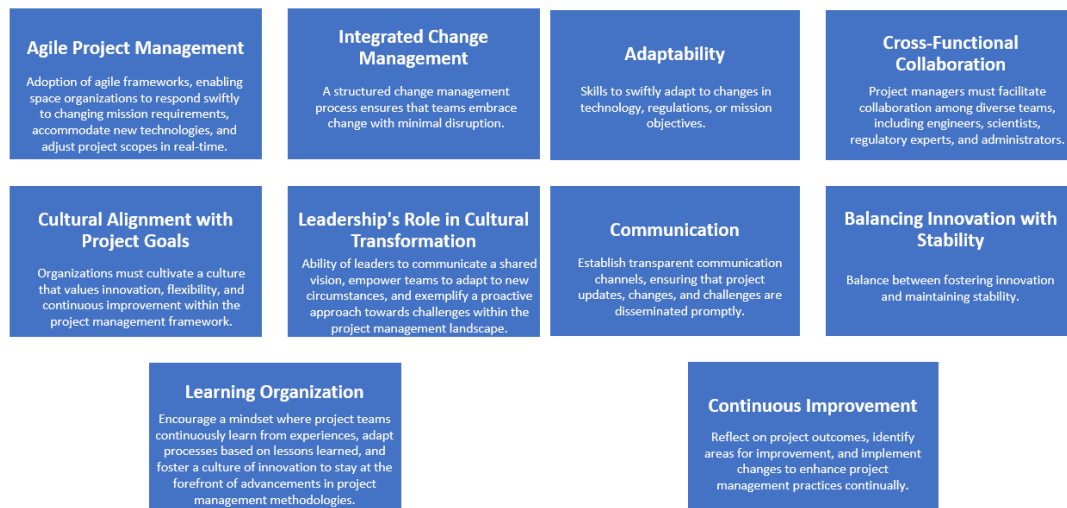 Agile Project Management
Adoption of agile frameworks, enabling
space organizations to respond swiftly
to changing mission requirements,
accommodate new technologies, and
adjust project scopes in real-time.
Integrated Change
Management
A structured change management
process ensures that teams embrace
change with minimal disruption.
Adaptability
Skills to swiftly adapt to changes in
technology, regulations, or mission
objectives.
Cross-Functional
Collaboration
Project managers must facilitate
collaboration among diverse teams,
including engineers, scientists,
regulatory experts, and administrators.
Cultural Alignment with
Project Goals
Organizations must cultivate a culture
that values innovation, flexibility, and
continuous improvement within the
project management framework.
Leadership's Role in Cultural
Transformation
Ability of leaders to communicate a shared
vision, empower teams to adapt to new
circumstances, and exemplify a proactive
approach towards challenges within the
project management landscape.
Communication
Establish transparent communication
channels, ensuring that project
updates, changes, and challenges are
disseminated promptly.
Balancing Innovation with
Stability
Balance between fostering innovation
and maintaining stability.
Learning Organization
Encourage a mindset where project teams
continuously learn from experiences, adapt
processes based on lessons learned, and
foster a culture of innovation to stay at the
forefront of advancements in project
management methodologies.
Continuous Improvement
Reflect on project outcomes, identify
areas for improvement, and implement
changes to enhance project
management practices continually.